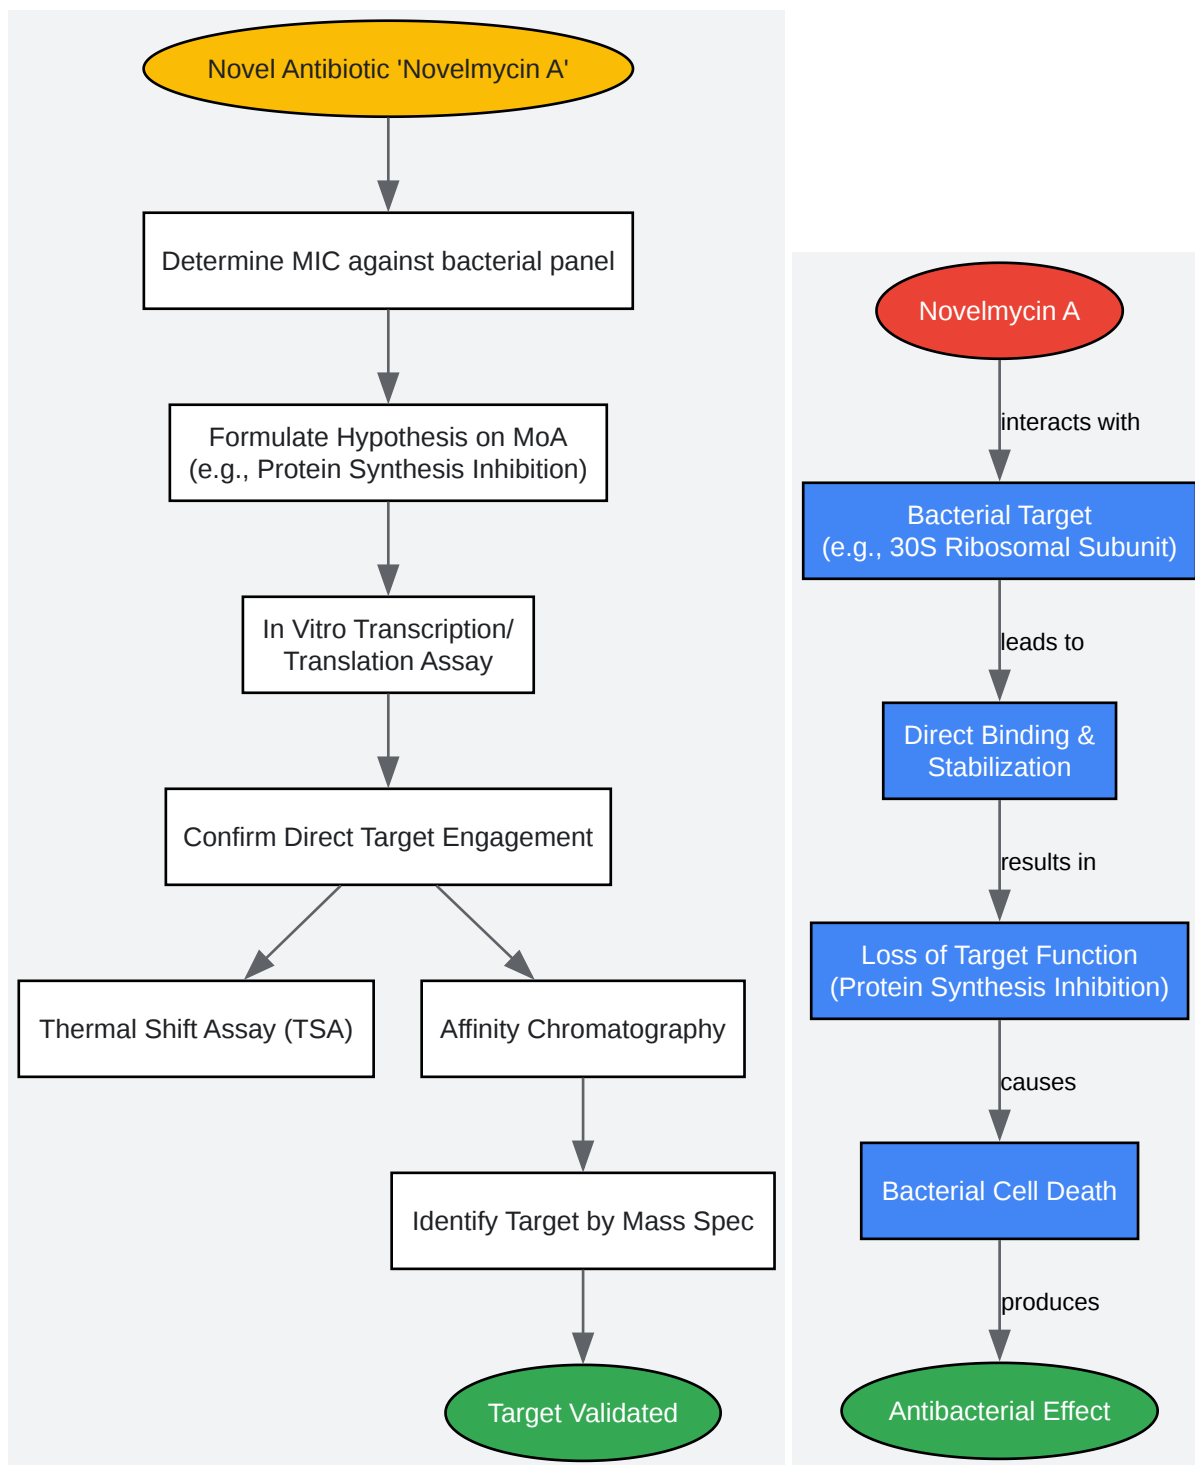 Novel Antibiotic 'Novelmycin A'
Determine MIC against bacterial panel
Formulate Hypothesis on MoA
(e.g., Protein Synthesis Inhibition)
In Vitro Transcription/
Translation Assay
Confirm Direct Target Engagement
Thermal Shift Assay (TSA)
Affinity Chromatography
Identify Target by Mass Spec
Target Validated
Novelmycin A
interacts with
Bacterial Target
(e.g., 30S Ribosomal Subunit)
leads to
Direct Binding &
Stabilization
results in
Loss of Target Function
(Protein Synthesis Inhibition)
causes
Bacterial Cell Death
produces
Antibacterial Effect